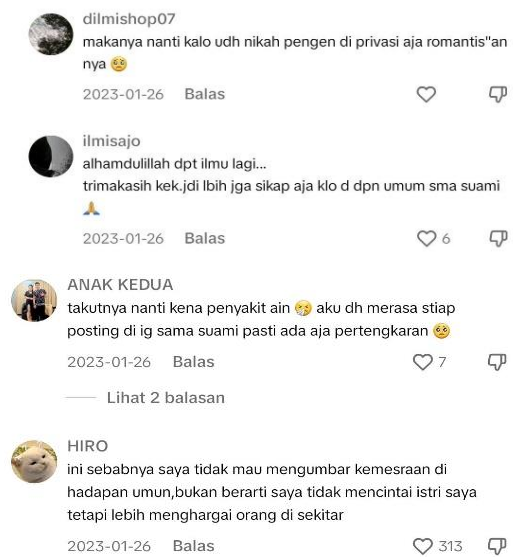 dilmishop07
makanya nanti kalo udh nikah pengen di privasi aja romantis"an
nya 🥺
2023-01-26 Balas
ilmisajo
alhamdulillah dpt ilmu lagi...
trimakasih kek.jdi lbih jga sikap aja klo d dpn umum sma suami
🙏🏽
2023-01-26 Balas 6
ANAK KEDUA
takutnya nanti kena penyakit ain 🤧 aku dh merasa stiap
posting di ig sama suami pasti ada aja pertengkaran 🥺
2023-01-26 Balas 7
Lihat 2 balasan
HIRO
ini sebabnya saya tidak mau mengumbar kemesraan di
hadapan umun,bukan berarti saya tidak mencintai istri saya
tetapi lebih menghargai orang di sekitar
2023-01-26 Balas 313